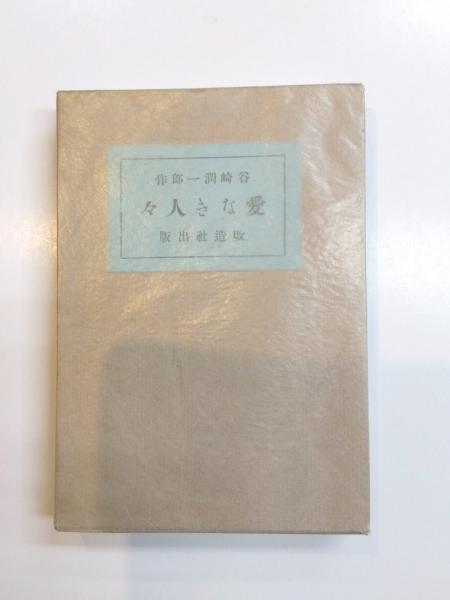 谷崎潤一郎作
愛なき人々
改造社出版